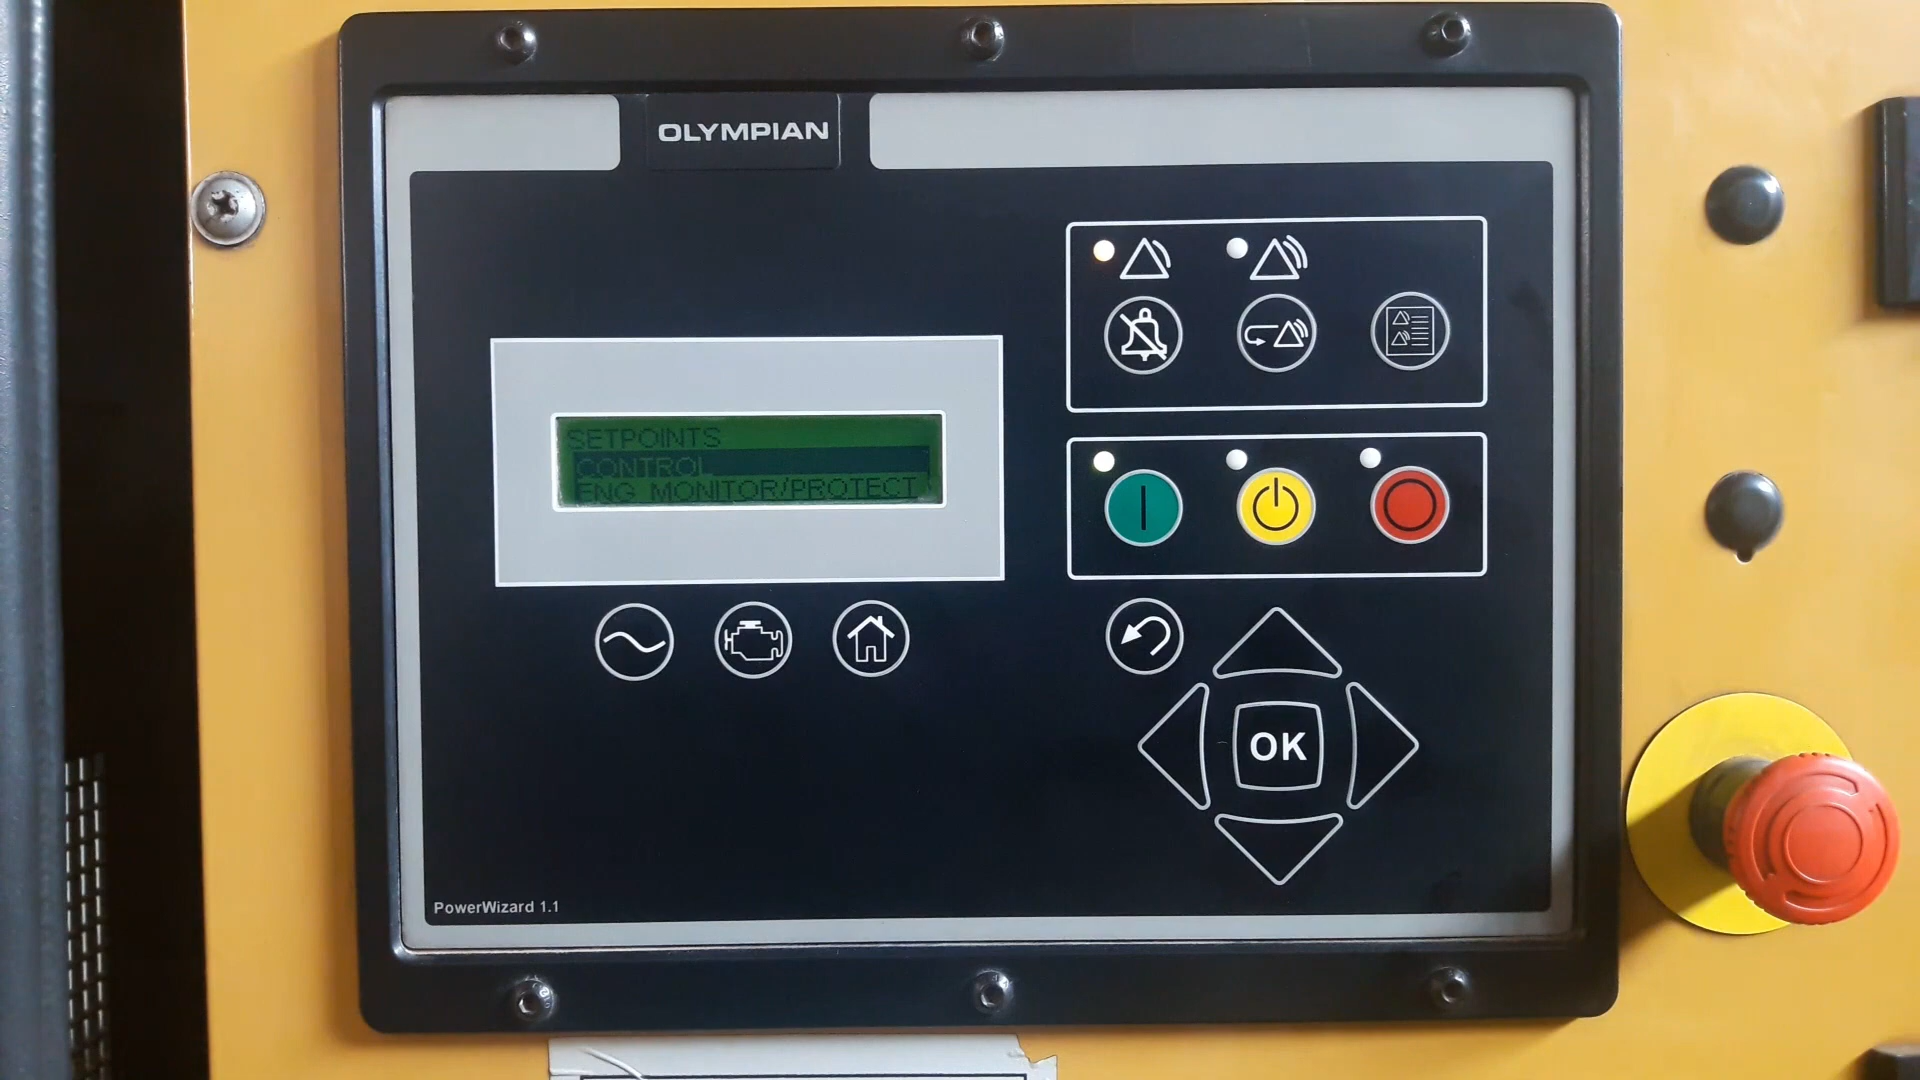 OLYMPIAN
SETPOINTS
CONTROL
ENG MONITOR/PROTECT
OK
PowerWizard 1.1